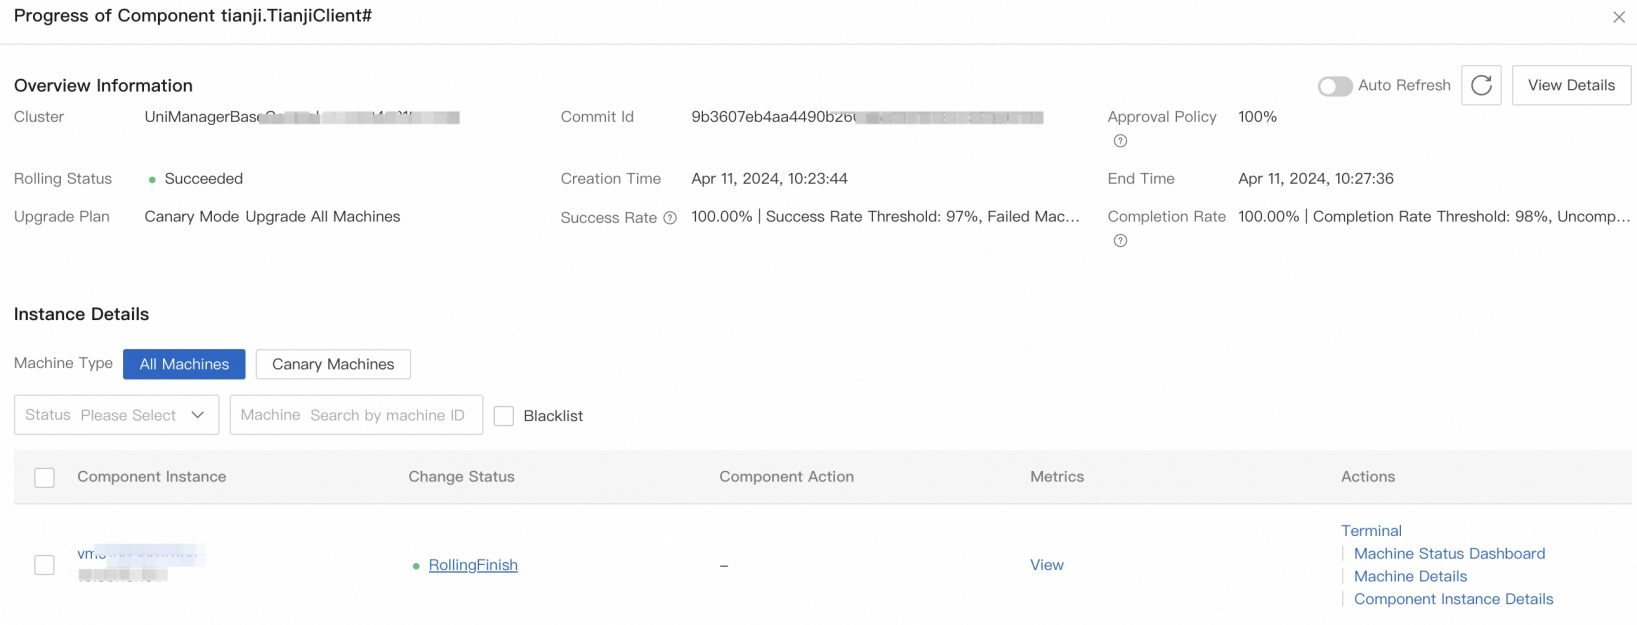 Progress of Component tianji.TianjiClient#
Overview Information
Auto Refresh
View Details
Cluster
UniManagerBase
Commit Id
9b3607eb4aa4490b26
Approval Policy
100%
Rolling Status
Succeeded
Creation Time
Apr 11, 2024, 10:23:44
End Time
Apr 11, 2024, 10:27:36
Upgrade Plan
Canary Mode Upgrade All Machines
Success Rate
100.00% | Success Rate Threshold: 97%, Failed Mac...
Completion Rate
100.00% | Completion Rate Threshold: 98%, Uncomp...
Instance Details
Machine Type
All Machines
Canary Machines
Status Please Select
Machine Search by machine ID
Blacklist
Component Instance
Change Status
Component Action
Metrics
Actions
RollingFinish
–
View
Terminal
Machine Status Dashboard
Machine Details
Component Instance Details